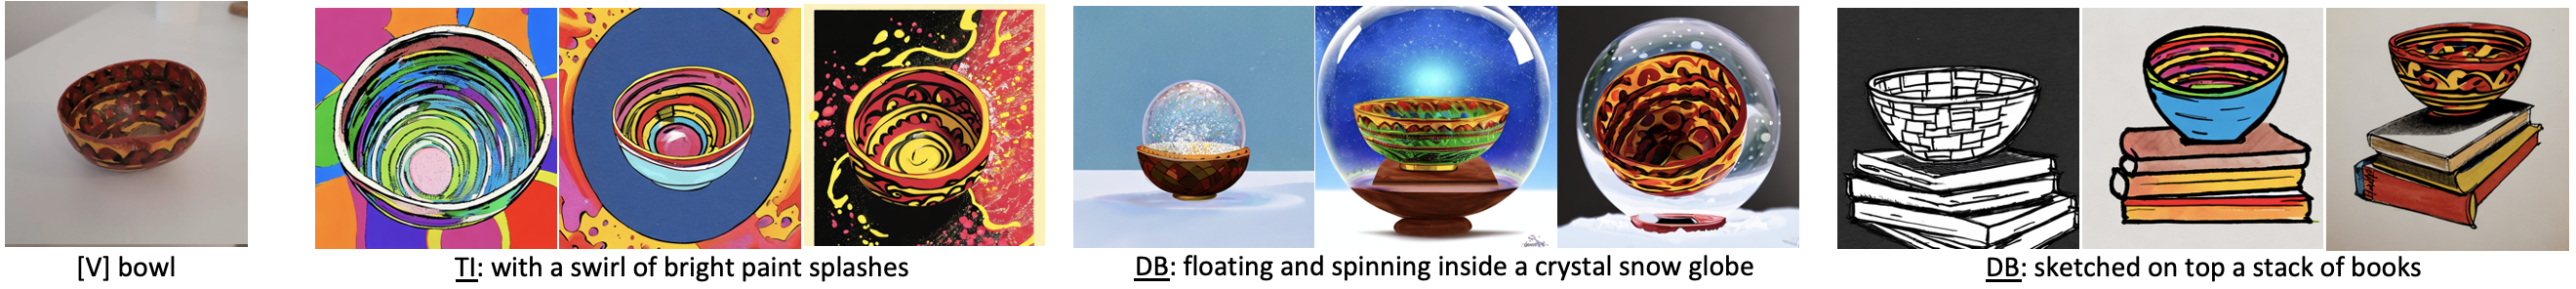 [V] bowl
TI: with a swirl of bright paint splashes
DB: floating and spinning inside a crystal snow globe
DB: sketched on top a stack of books